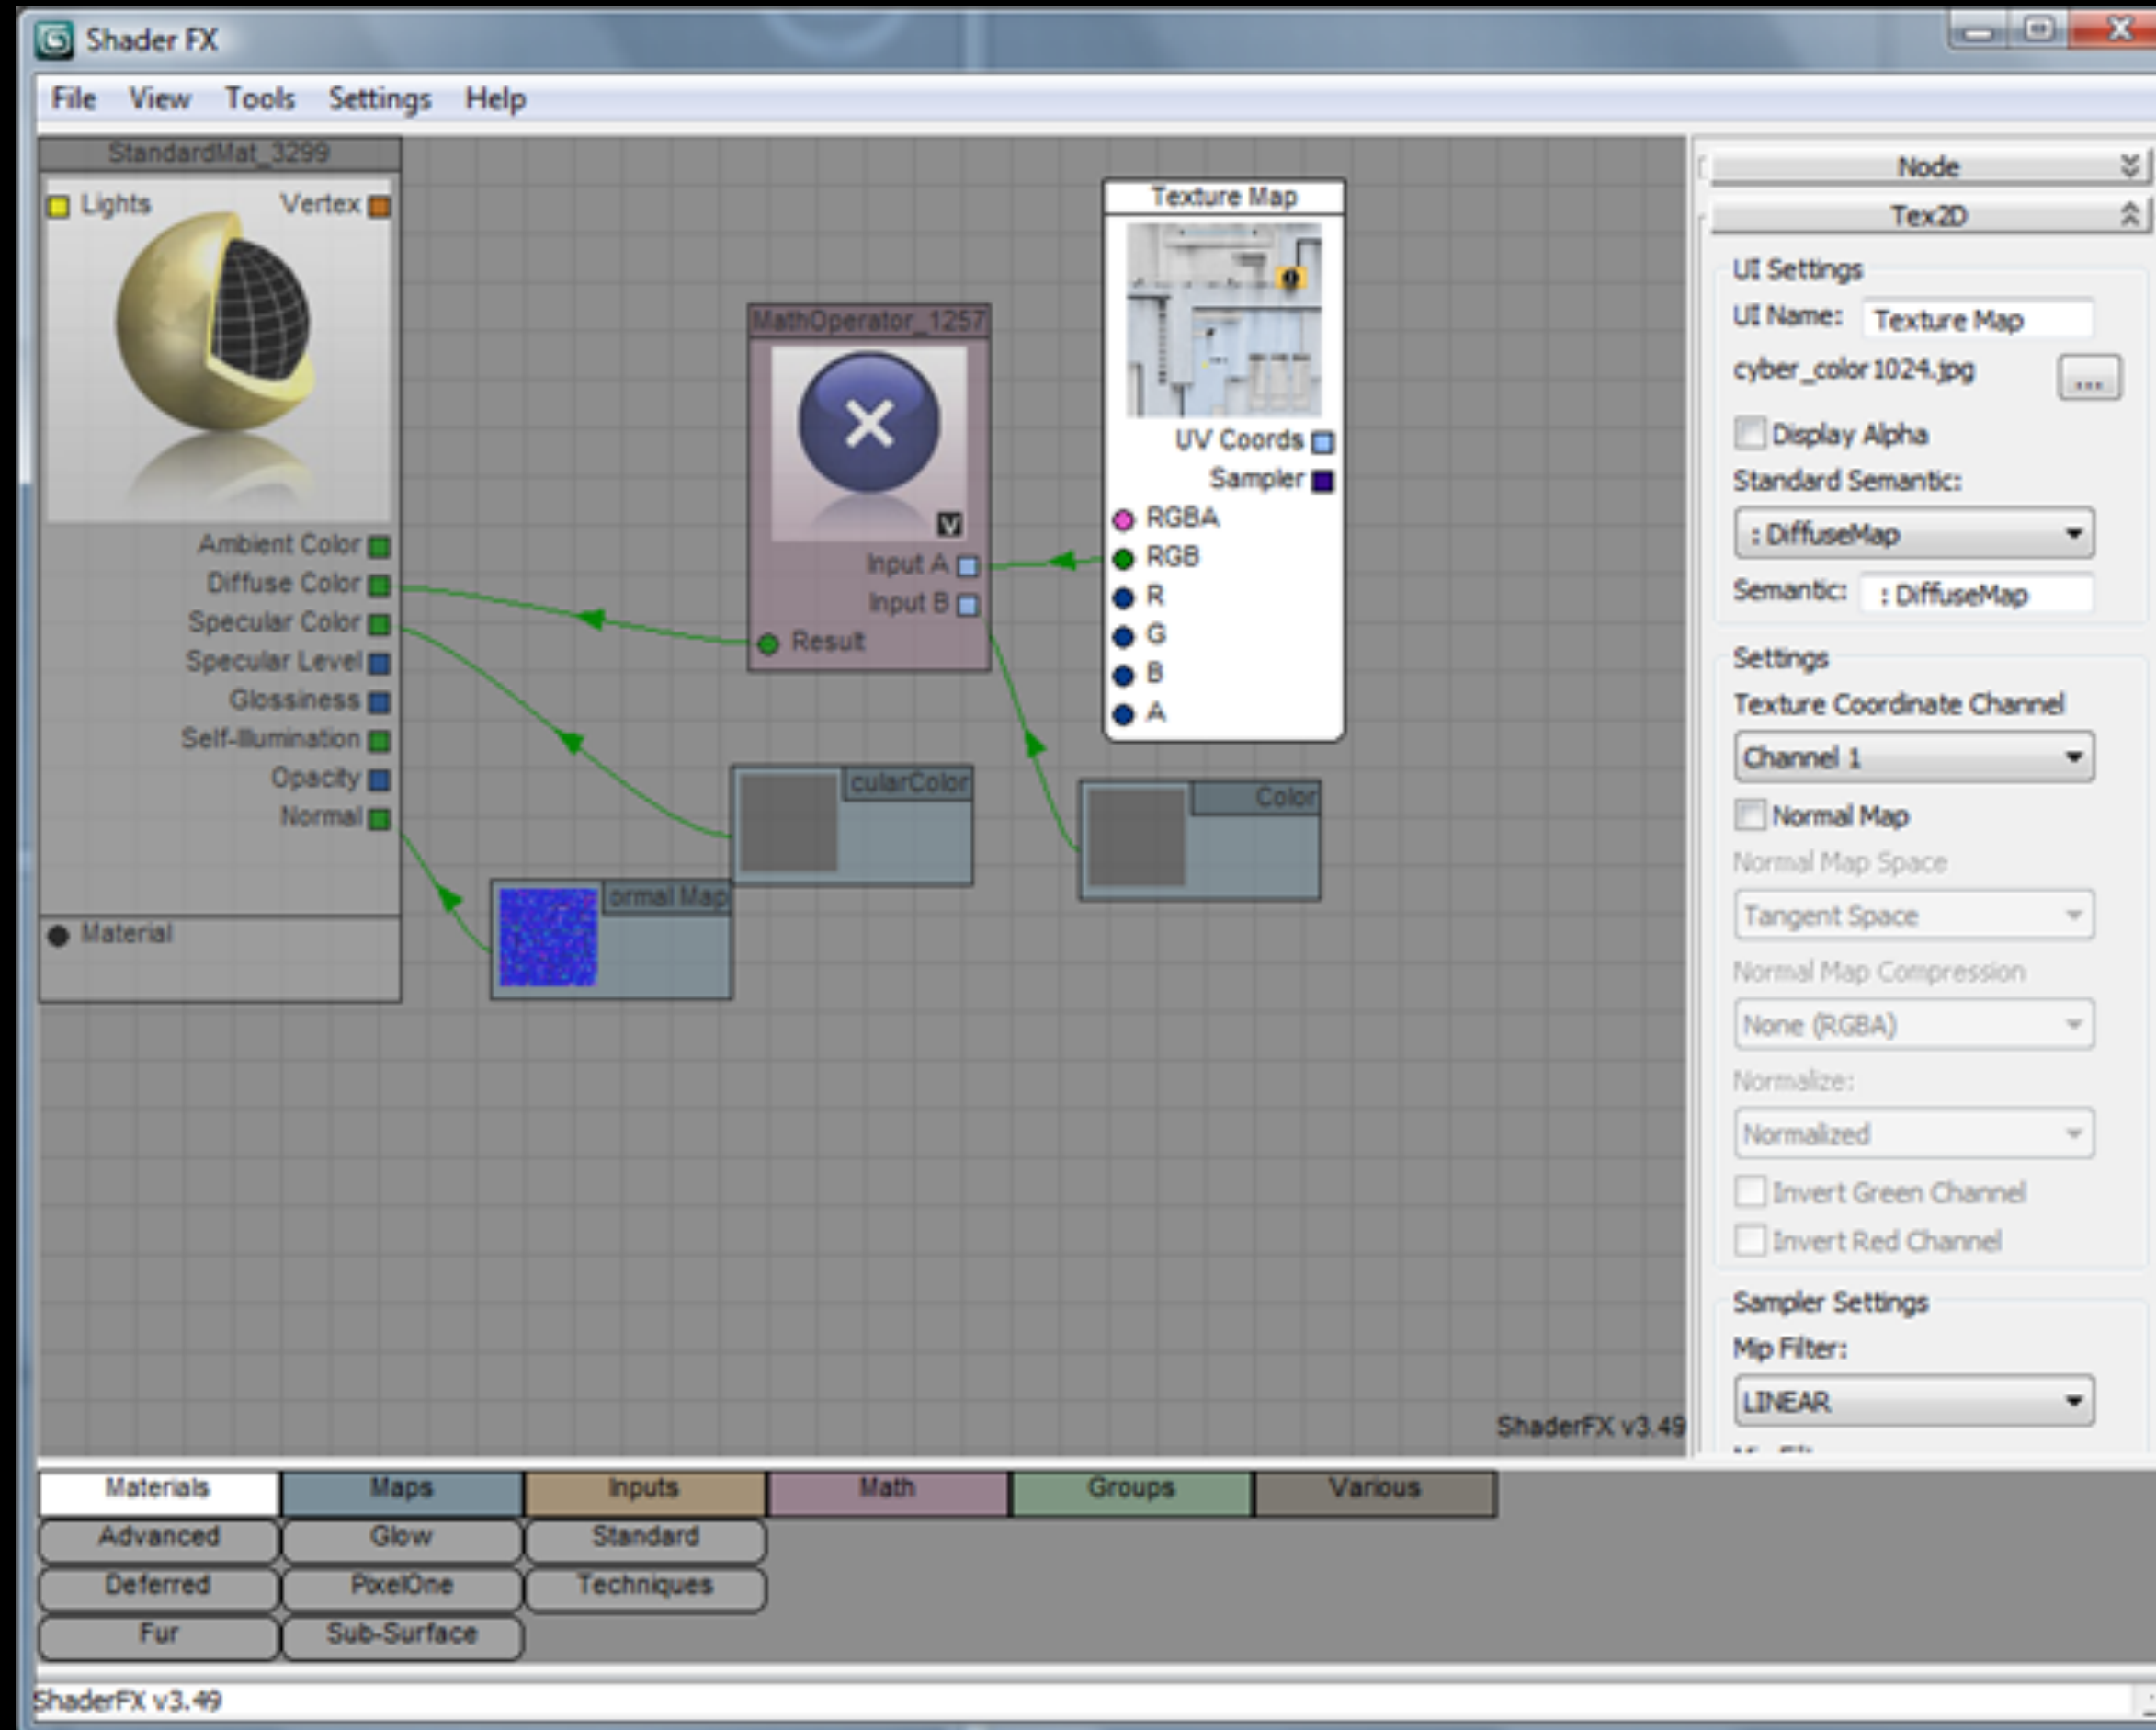 Shader FX
File View Tools Settings Help
StandardMat_3299
Lights Vertex
Ambient Color
Diffuse Color
Specular Color
Specular Level
Glossiness
Self-Illumination
Opacity
Normal
Material
MathOperator_1257
V
Input A
Input B
Result
Texture Map
UV Coords
Sampler
RGBA
RGB
R
G
B
A
cularColor
Color
ormal Map
ShaderFX v3.49
Node
Tex2D
UI Settings
UI Name: Texture Map
cyber_color1024.jpg ...
Display Alpha
Standard Semantic:
: DiffuseMap
Semantic: : DiffuseMap
Settings
Texture Coordinate Channel
Channel 1
Normal Map
Normal Map Space
Tangent Space
Normal Map Compression
None (RGBA)
Normalize:
Normalized
Invert Green Channel
Invert Red Channel
Sampler Settings
Mip Filter:
LINEAR
Materials Maps Inputs Math Groups Various
Advanced Glow Standard
Deferred PixelOne Techniques
Fur Sub-Surface
ShaderFX v3.49